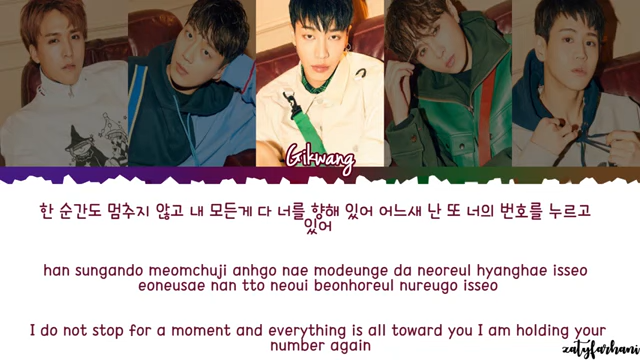 Gikwang
한 순간도 멈추지 않고 내 모든게 다 너를 향해 있어 어느새 난 또 너의 번호를 누르고
있어
han sungando meomchuji anhgo nae modeunge da neoreul hyanghae isseo
eoneusae nan tto neoui beonhoreul nureugo isseo
I do not stop for a moment and everything is all toward you I am holding your
number again
zatyfarhani